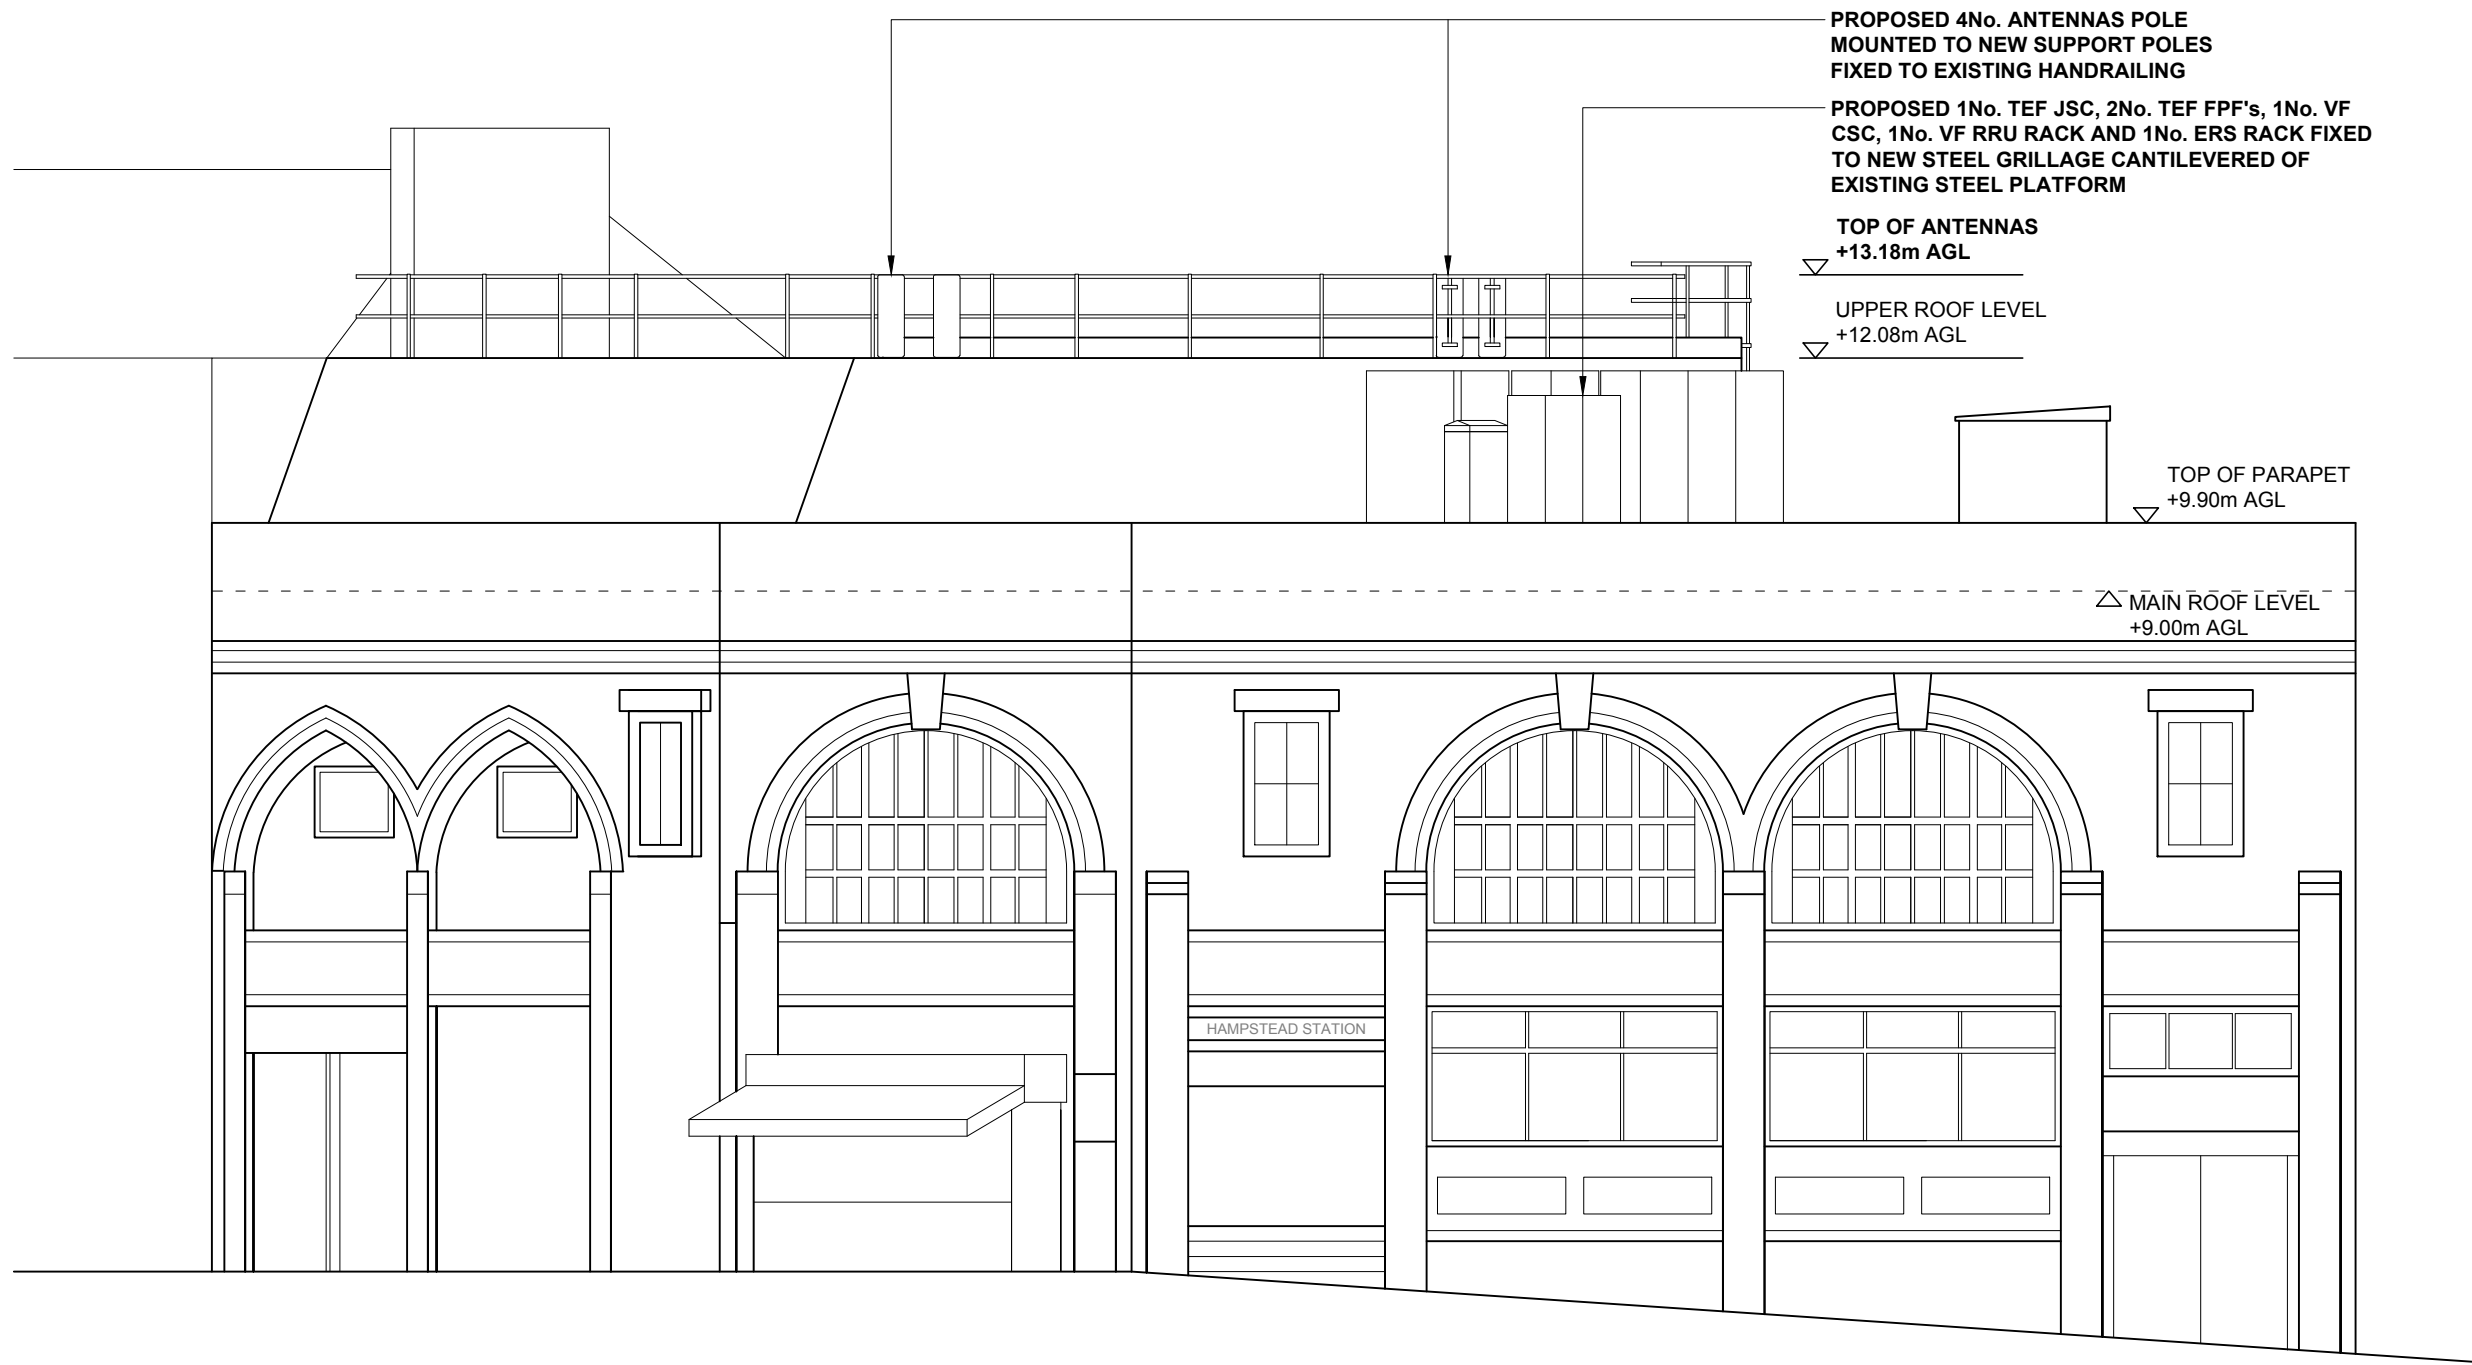 PROPOSED 4No. ANTENNAS POLE
MOUNTED TO NEW SUPPORT POLES
FIXED TO EXISTING HANDRAILING
PROPOSED 1No. TEF JSC, 2No. TEF FPF's, 1No. VF
CSC, 1No. VF RRU RACK AND 1No. ERS RACK FIXED
TO NEW STEEL GRILLAGE CANTILEVERED OF
EXISTING STEEL PLATFORM
TOP OF ANTENNAS
+13.18m AGL
UPPER ROOF LEVEL
+12.08m AGL
TOP OF PARAPET
+9.90m AGL
MAIN ROOF LEVEL
+9.00m AGL
HAMPSTEAD STATION